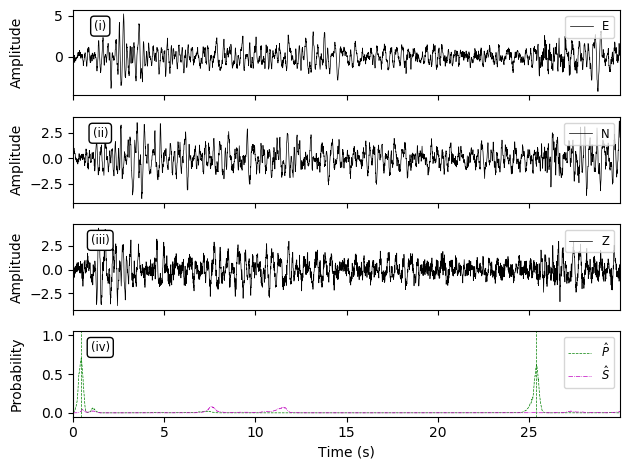 Amplitude
5
0
(i)
E
Amplitude
2.5
0.0
−2.5
(ii)
N
Amplitude
2.5
0.0
−2.5
(iii)
Z
Probability
1.0
0.5
0.0
(iv)
P̂
Ŝ
0 5 10 15 20 25
Time (s)